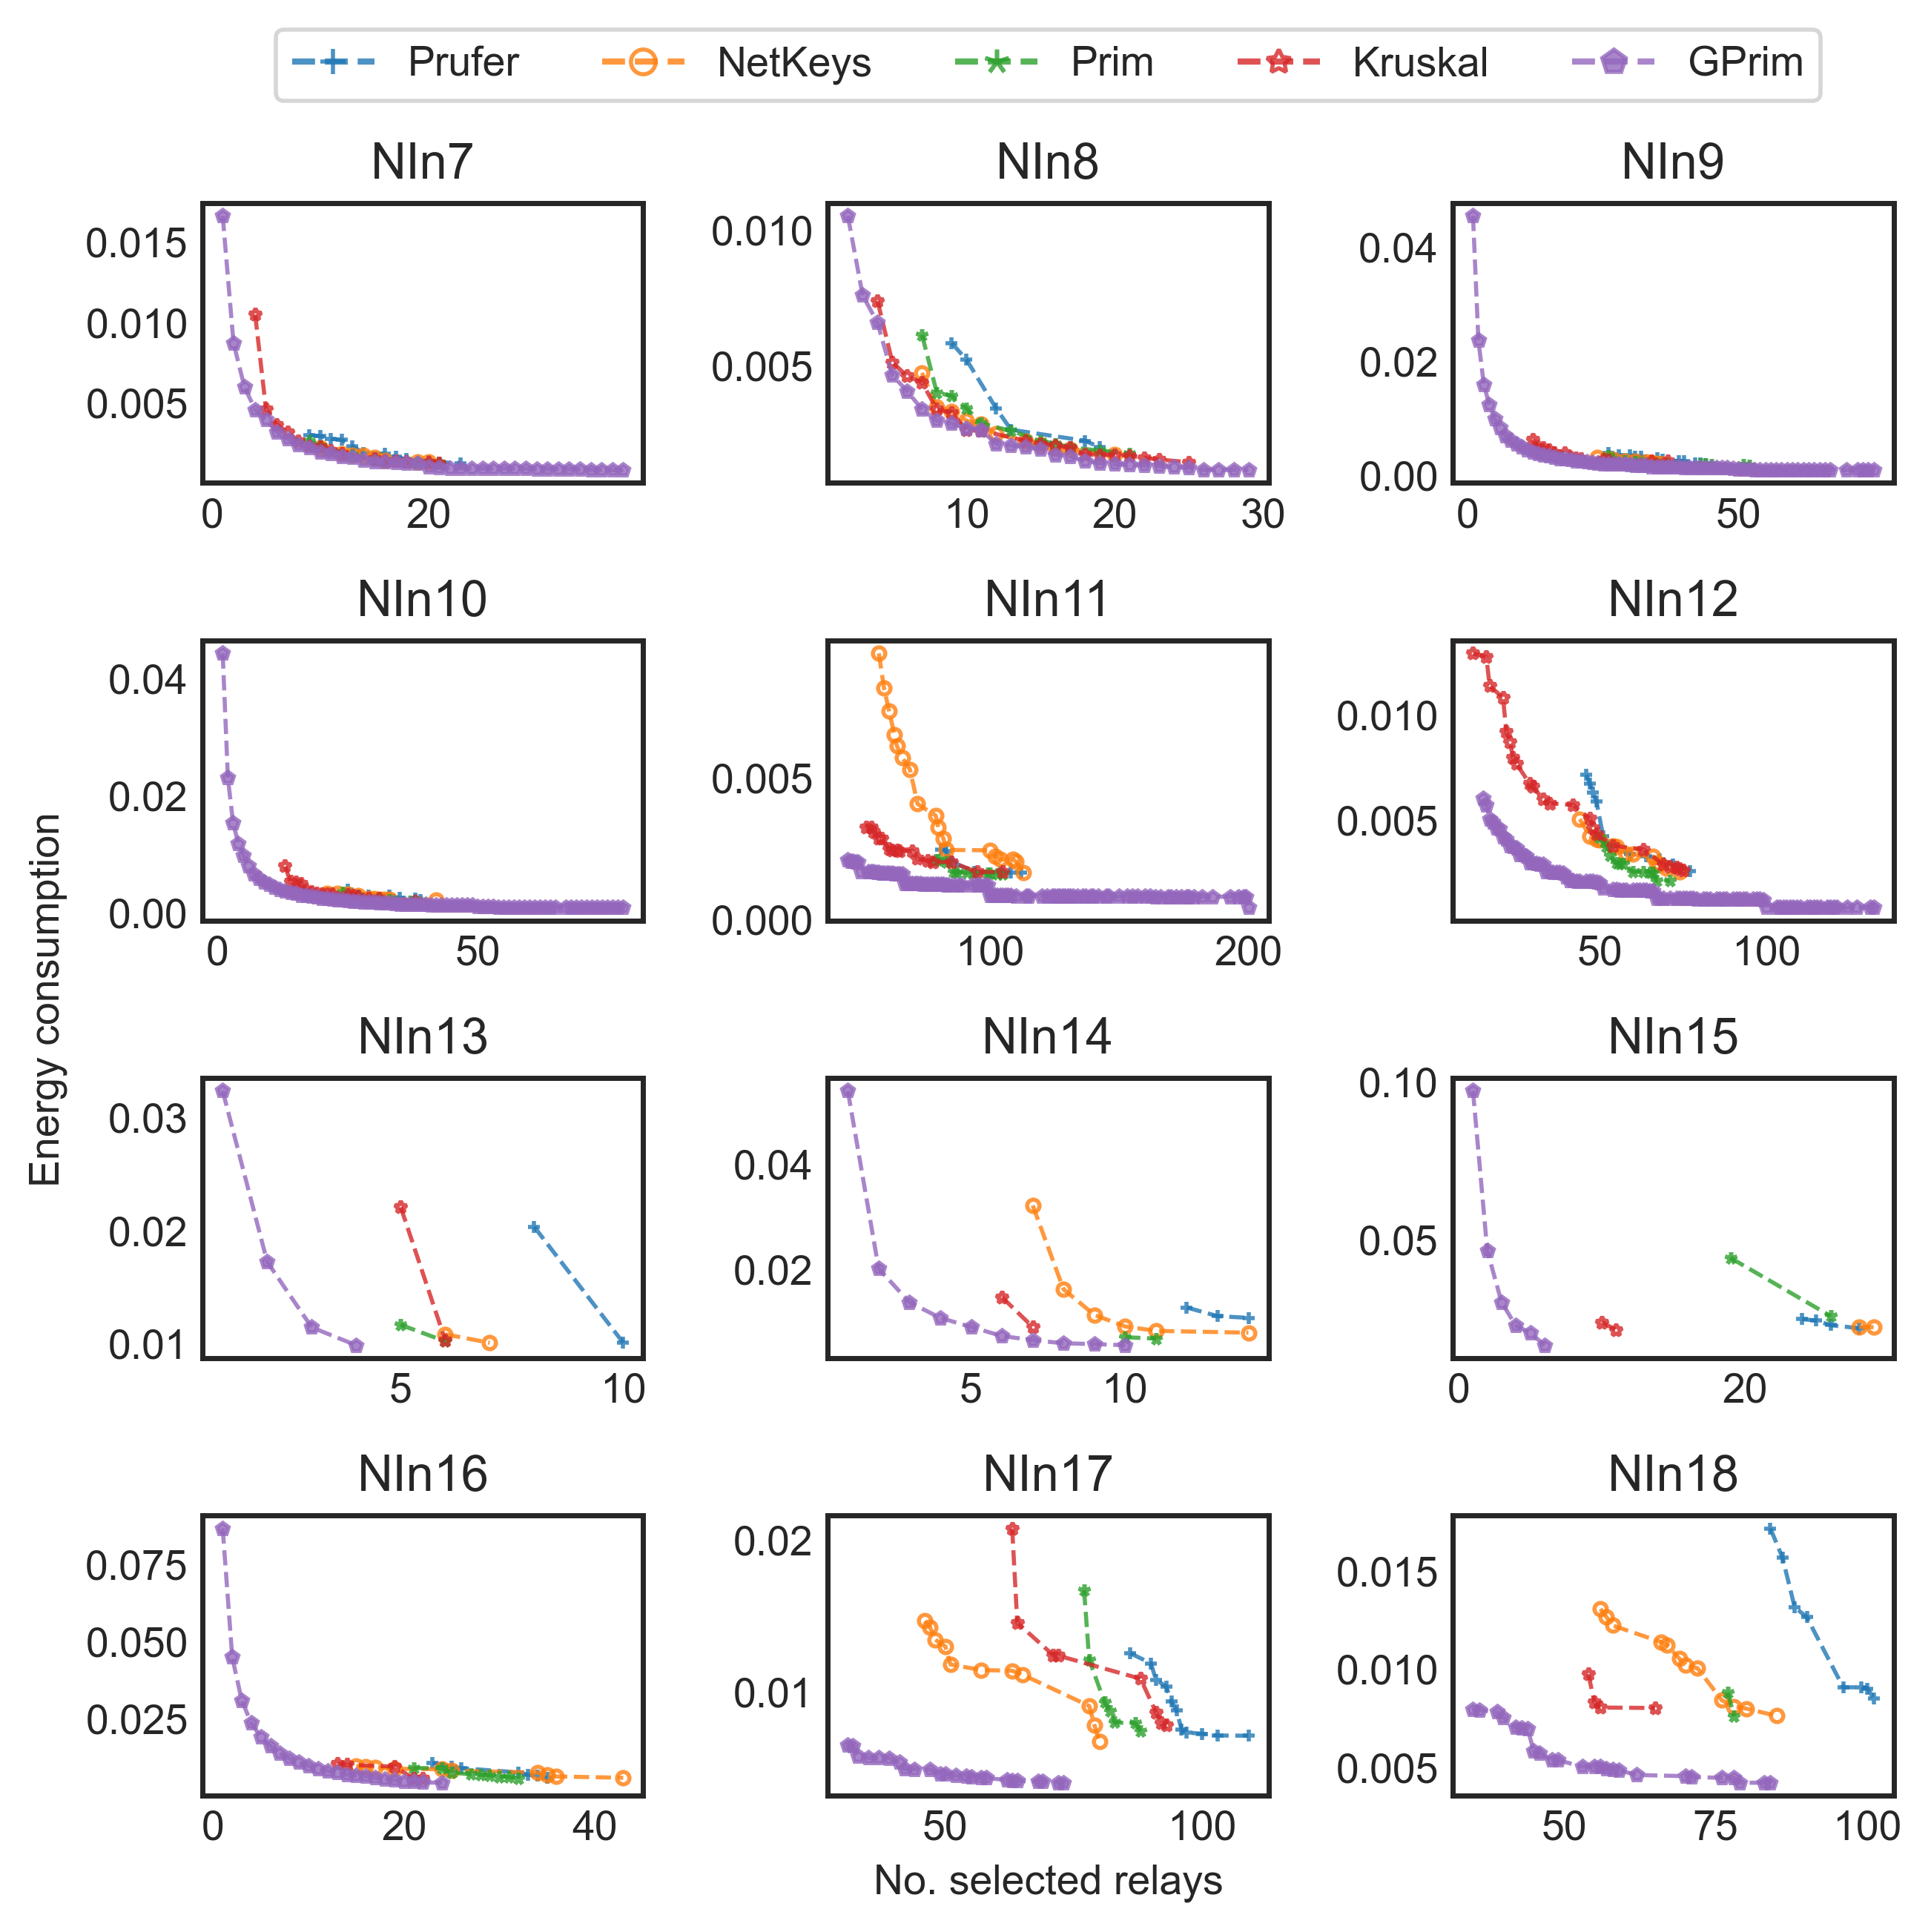 Prufer NetKeys Prim Kruskal GPrim
NIn7 NIn8 NIn9
0.015 0.010 0.04
0.010 0.005 0.02
0.005 0.00
0 20 10 20 30 0 50
NIn10 NIn11 NIn12
0.04 0.005 0.010
0.02 0.000 0.005
0.00
0 50 100 200 50 100
Energy consumption
NIn13 NIn14 NIn15
0.03 0.04 0.10
0.02 0.02 0.05
0.01
5 10 5 10 0 20
NIn16 NIn17 NIn18
0.075 0.02 0.015
0.050 0.01 0.010
0.025 0.005
0 20 40 50 100 50 75 100
No. selected relays